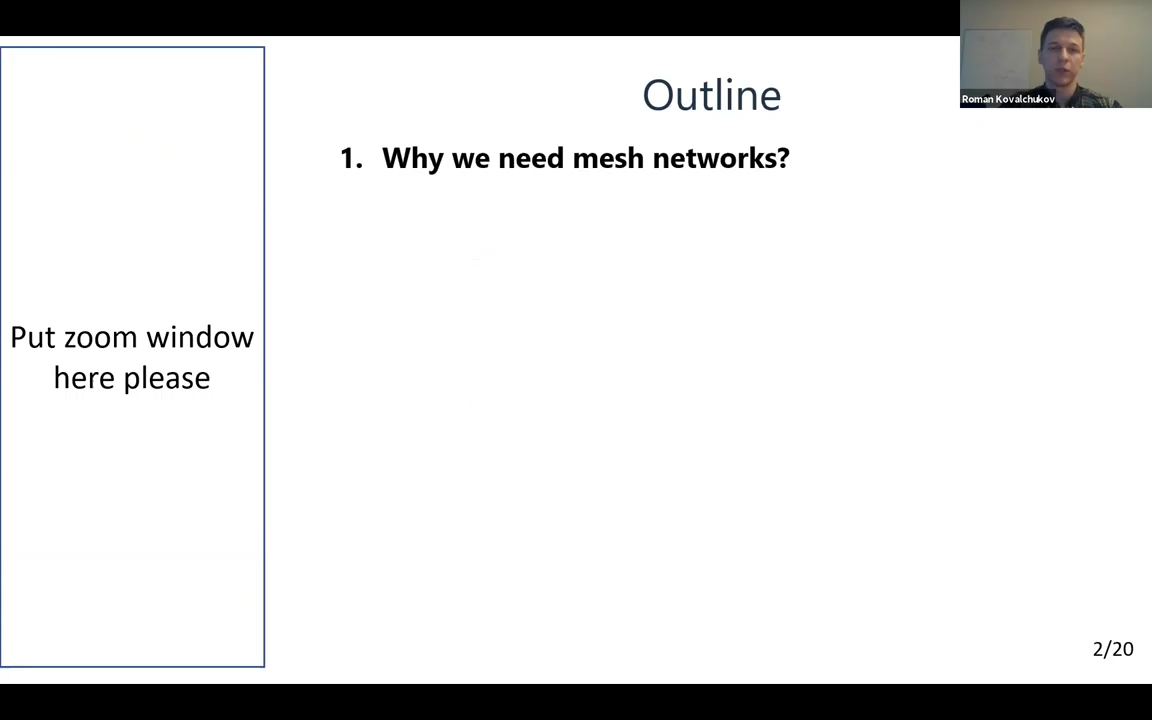 Outline
Roman Kovalchukov
1. Why we need mesh networks?
Put zoom window
here please
2/20